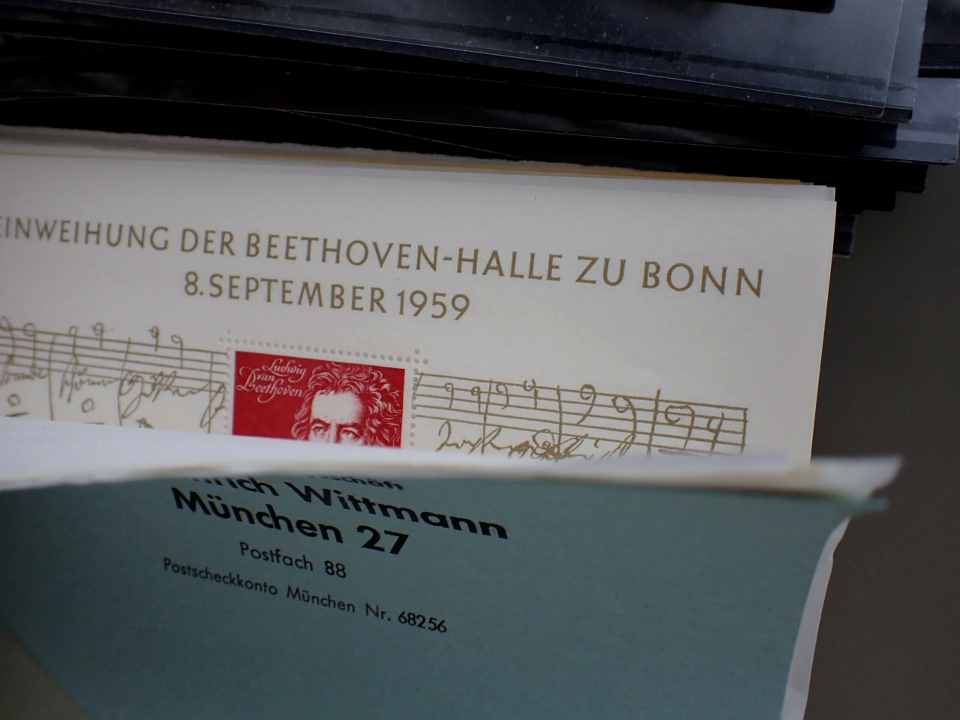 EINWEIHUNG DER BEETHOVEN-HALLE ZU BONN
8.SEPTEMBER 1959
Ludwig
van
Beethoven
Wittmann
München 27
Postfach 88
Postscheckkonto München Nr. 68256